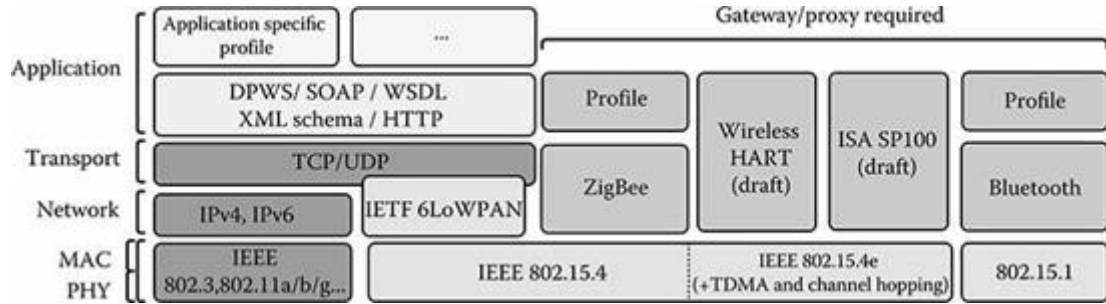 Gateway/proxy required
Application specific
profile
...
Application
DPWS/ SOAP / WSDL
XML schema / HTTP
Profile
Wireless
HART
(draft)
ISA SP100
(draft)
Profile
Transport
TCP/UDP
ZigBee
Bluetooth
Network
IPv4, IPv6
IETF 6LoWPAN
MAC
PHY
IEEE
802.3,802.11a/b/g...
IEEE 802.15.4
IEEE 802.15.4e
(+TDMA and channel hopping)
802.15.1